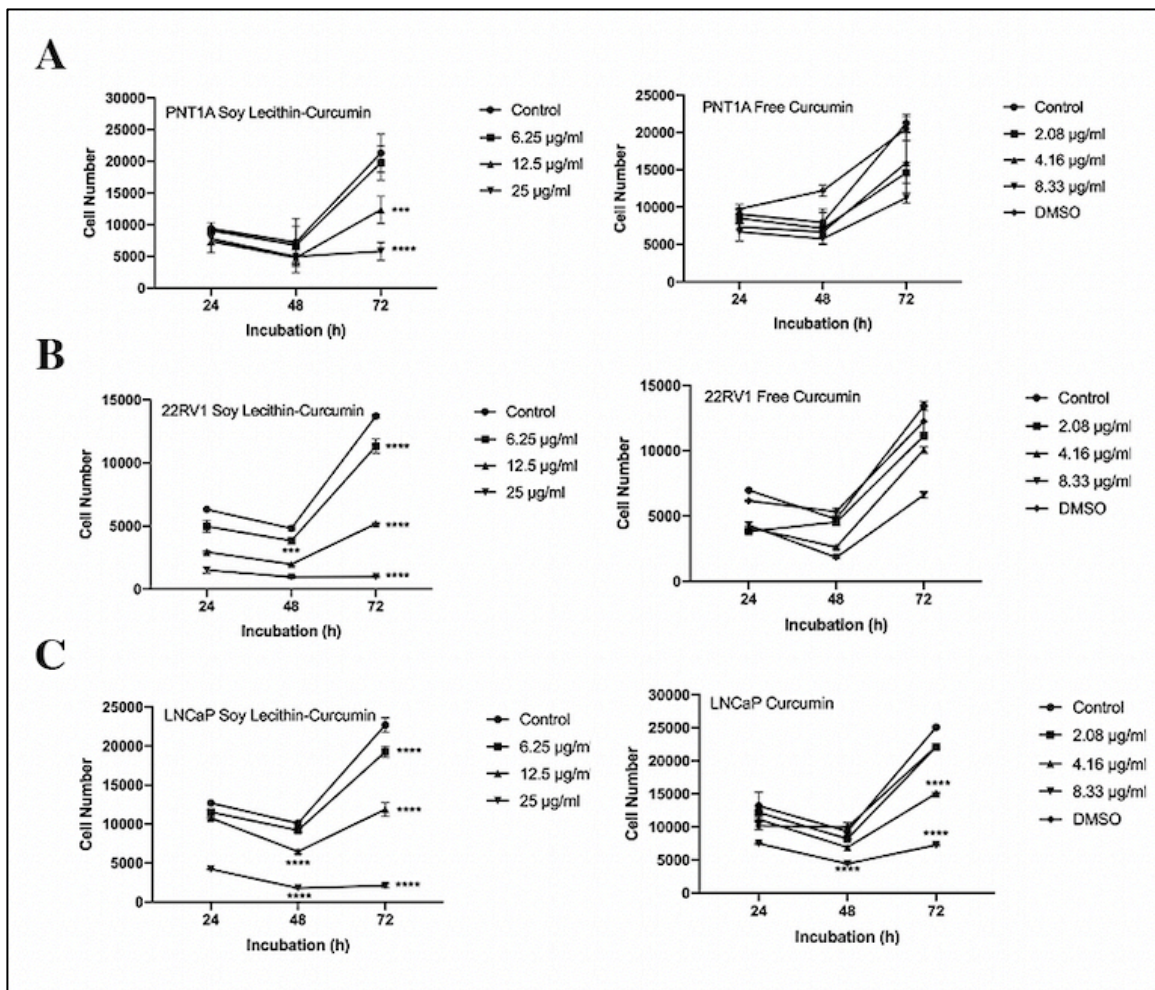 A
PNT1A Soy Lecithin-Curcumin
30000
25000
20000
15000
10000
5000
0
Cell Number
24 48 72
Incubation (h)
***
****
Control
6.25 µg/ml
12.5 µg/ml
25 µg/ml
PNT1A Free Curcumin
25000
20000
15000
10000
5000
0
Cell Number
24 48 72
Incubation (h)
Control
2.08 µg/ml
4.16 µg/ml
8.33 µg/ml
DMSO
B
22RV1 Soy Lecithin-Curcumin
15000
10000
5000
0
Cell Number
24 48 72
Incubation (h)
****
***
****
****
Control
6.25 µg/ml
12.5 µg/ml
25 µg/ml
22RV1 Free Curcumin
15000
10000
5000
0
Cell Number
24 48 72
Incubation (h)
Control
2.08 µg/ml
4.16 µg/ml
8.33 µg/ml
DMSO
C
LNCaP Soy Lecithin-Curcumin
25000
20000
15000
10000
5000
0
Cell Number
24 48 72
Incubation (h)
****
****
****
****
****
Control
6.25 µg/ml
12.5 µg/ml
25 µg/ml
LNCaP Curcumin
30000
25000
20000
15000
10000
5000
0
Cell Number
24 48 72
Incubation (h)
****
****
****
Control
2.08 µg/ml
4.16 µg/ml
8.33 µg/ml
DMSO